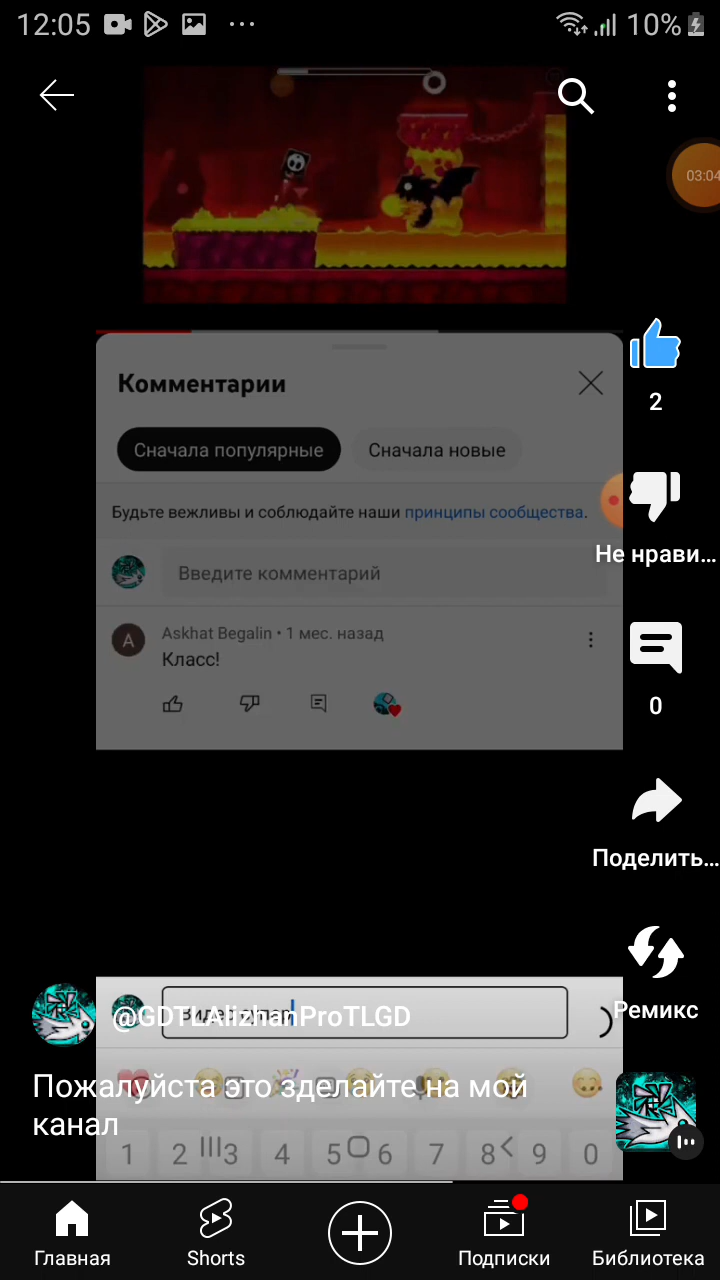 12:05
10%
03:04
Комментарии
2
Сначала популярные
Сначала новые
Будьте вежливы и соблюдайте наши принципы сообщества.
Не нрави...
Введите комментарий
Askhat Begalin • 1 мес. назад
A
Класс!
0
Поделить...
Ремикс
@GDTLAlizhanProTLGD
Пожалуйста это зделайте на мой
канал
1 2 3 4 5 6 7 8 9 0
Главная
Shorts
Подписки
Библиотека